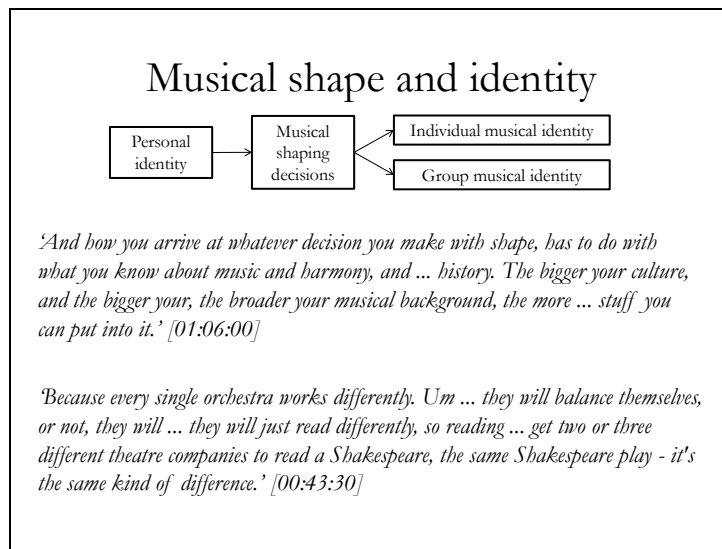 Musical shape and identity
Personal
identity
Musical
shaping
decisions
Individual musical identity
Group musical identity
‘And how you arrive at whatever decision you make with shape, has to do with
what you know about music and harmony, and ... history. The bigger your culture,
and the bigger your, the broader your musical background, the more ... stuff you
can put into it.’ [01:06:00]
‘Because every single orchestra works differently. Um ... they will balance themselves,
or not, they will ... they will just read differently, so reading ... get two or three
different theatre companies to read a Shakespeare, the same Shakespeare play - it's
the same kind of difference.’ [00:43:30]